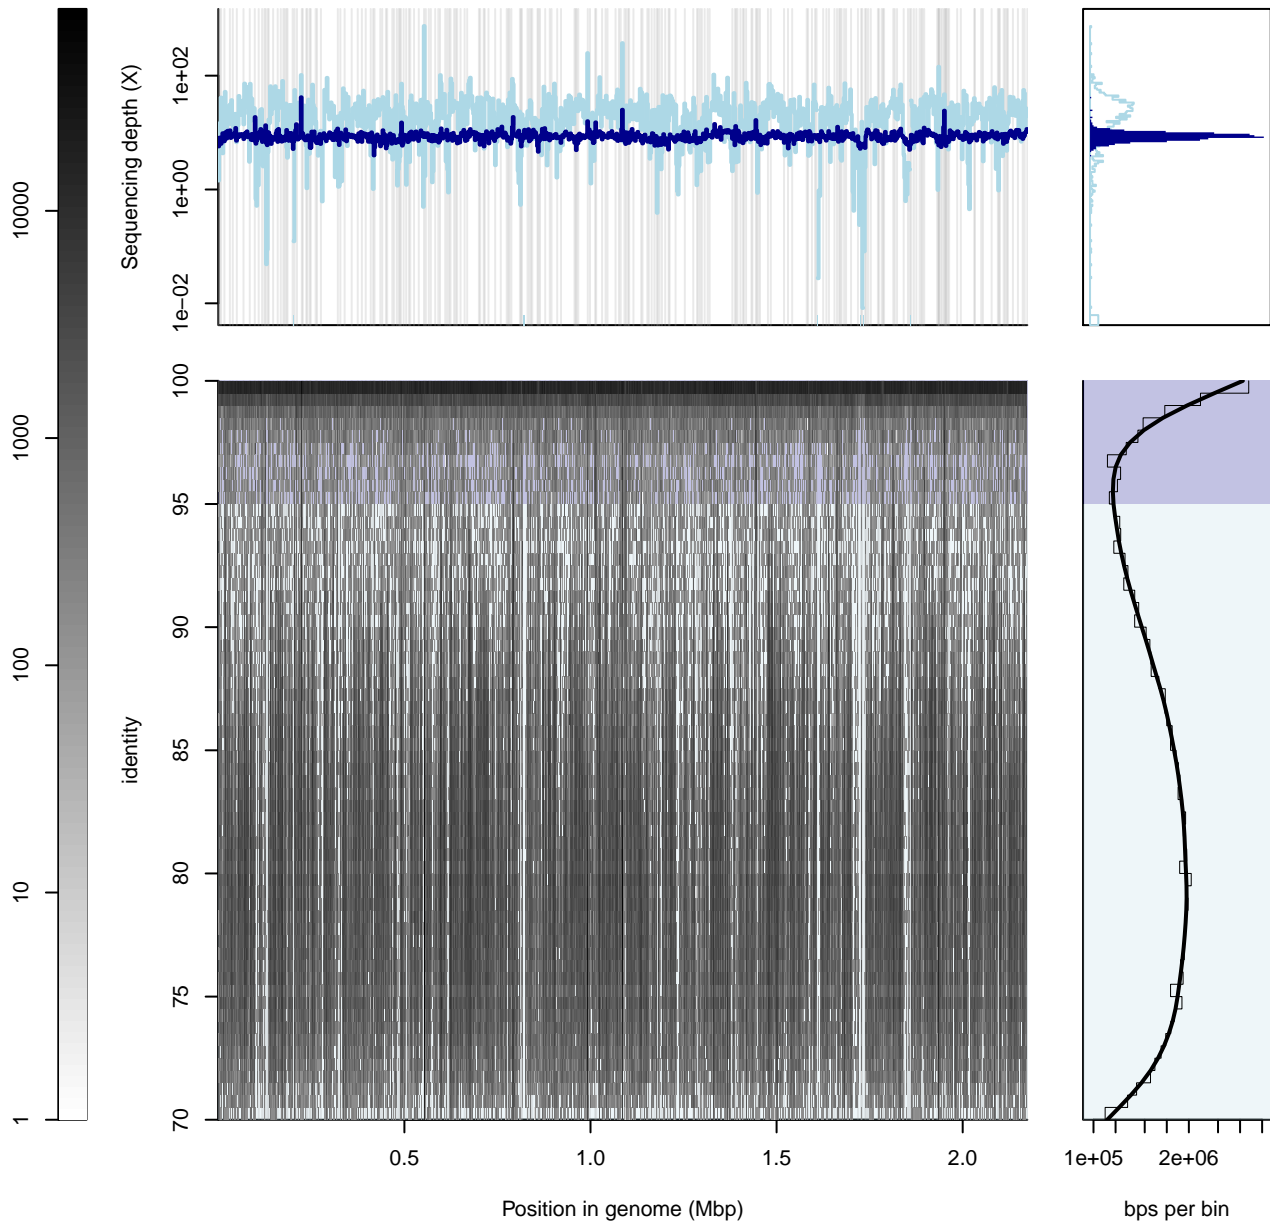 1e+02
1e+00
1e−02
Sequencing depth (X)
10000
1000
100
10
1
100
95
90
85
80
75
70
identity
0.5
1.0
1.5
2.0
1e+05
2e+06
Position in genome (Mbp)
bps per bin